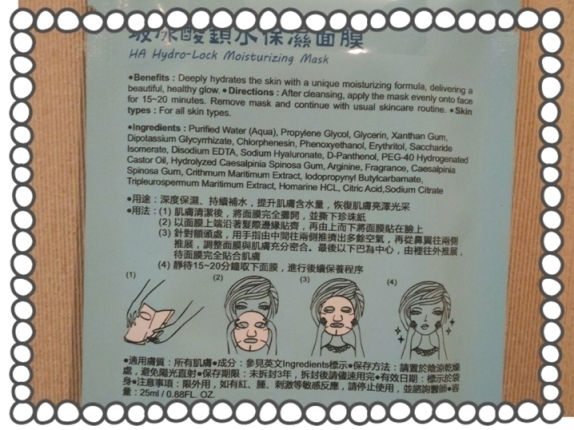 玻尿酸鎖水保濕面膜
HA Hydro-Lock Moisturizing Mask
●Benefits : Deeply hydrates the skin with a unique moisturizing formula, delivering a
beautiful, healthy glow. ●Directions : After cleansing, apply the mask evenly onto face
for 15~20 minutes. Remove mask and continue with usual skincare routine. ●Skin
types : For all skin types.
●Ingredients : Purified Water (Aqua), Propylene Glycol, Glycerin, Xanthan Gum,
Dipotassium Glycyrrhizate, Chlorphenesin, Phenoxyethanol, Erythritol, Saccharide
Isomerate, Disodium EDTA, Sodium Hyaluronate, D-Panthenol, PEG-40 Hydrogenated
Castor Oil, Hydrolyzed Caesalpinia Spinosa Gum, Arginine, Fragrance, Caesalpinia
Spinosa Gum, Crithmum Maritimum Extract, Iodopropynyl Butylcarbamate,
Tripleurospermum Maritimum Extract, Homarine HCL, Citric Acid,Sodium Citrate
●用途：深度保濕、持續補水，提升肌膚含水量，恢復肌膚亮澤光采
●用法：(1) 肌膚清潔後，將面膜完全攤開，並撕下珍珠紙
(2) 以面膜上端沿著髮際邊緣貼齊，再由上而下將面膜貼在臉上
(3) 針對額頭處，用手指由中間往兩側推擠出多餘空氣，再從鼻翼往兩側
推展，調整面膜與肌膚充分密合。最後以下巴為中心，由裡往外推展，
待面膜完全貼合肌膚
(4) 靜待15~20分鐘取下面膜，進行後續保養程序
(1) (2) (3) (4)
●適用膚質：所有肌膚●成分：參見英文Ingredients標示●保存方法：請置於陰涼乾燥
處，避免陽光直射●保存期限：未拆封3年，拆封後請儘速用完●有效日期：標示於袋
身●注意事項：限外用，如有紅、腫、刺激等敏感反應，請停止使用，並諮詢醫師●容
量：25ml / 0.88FL. OZ.